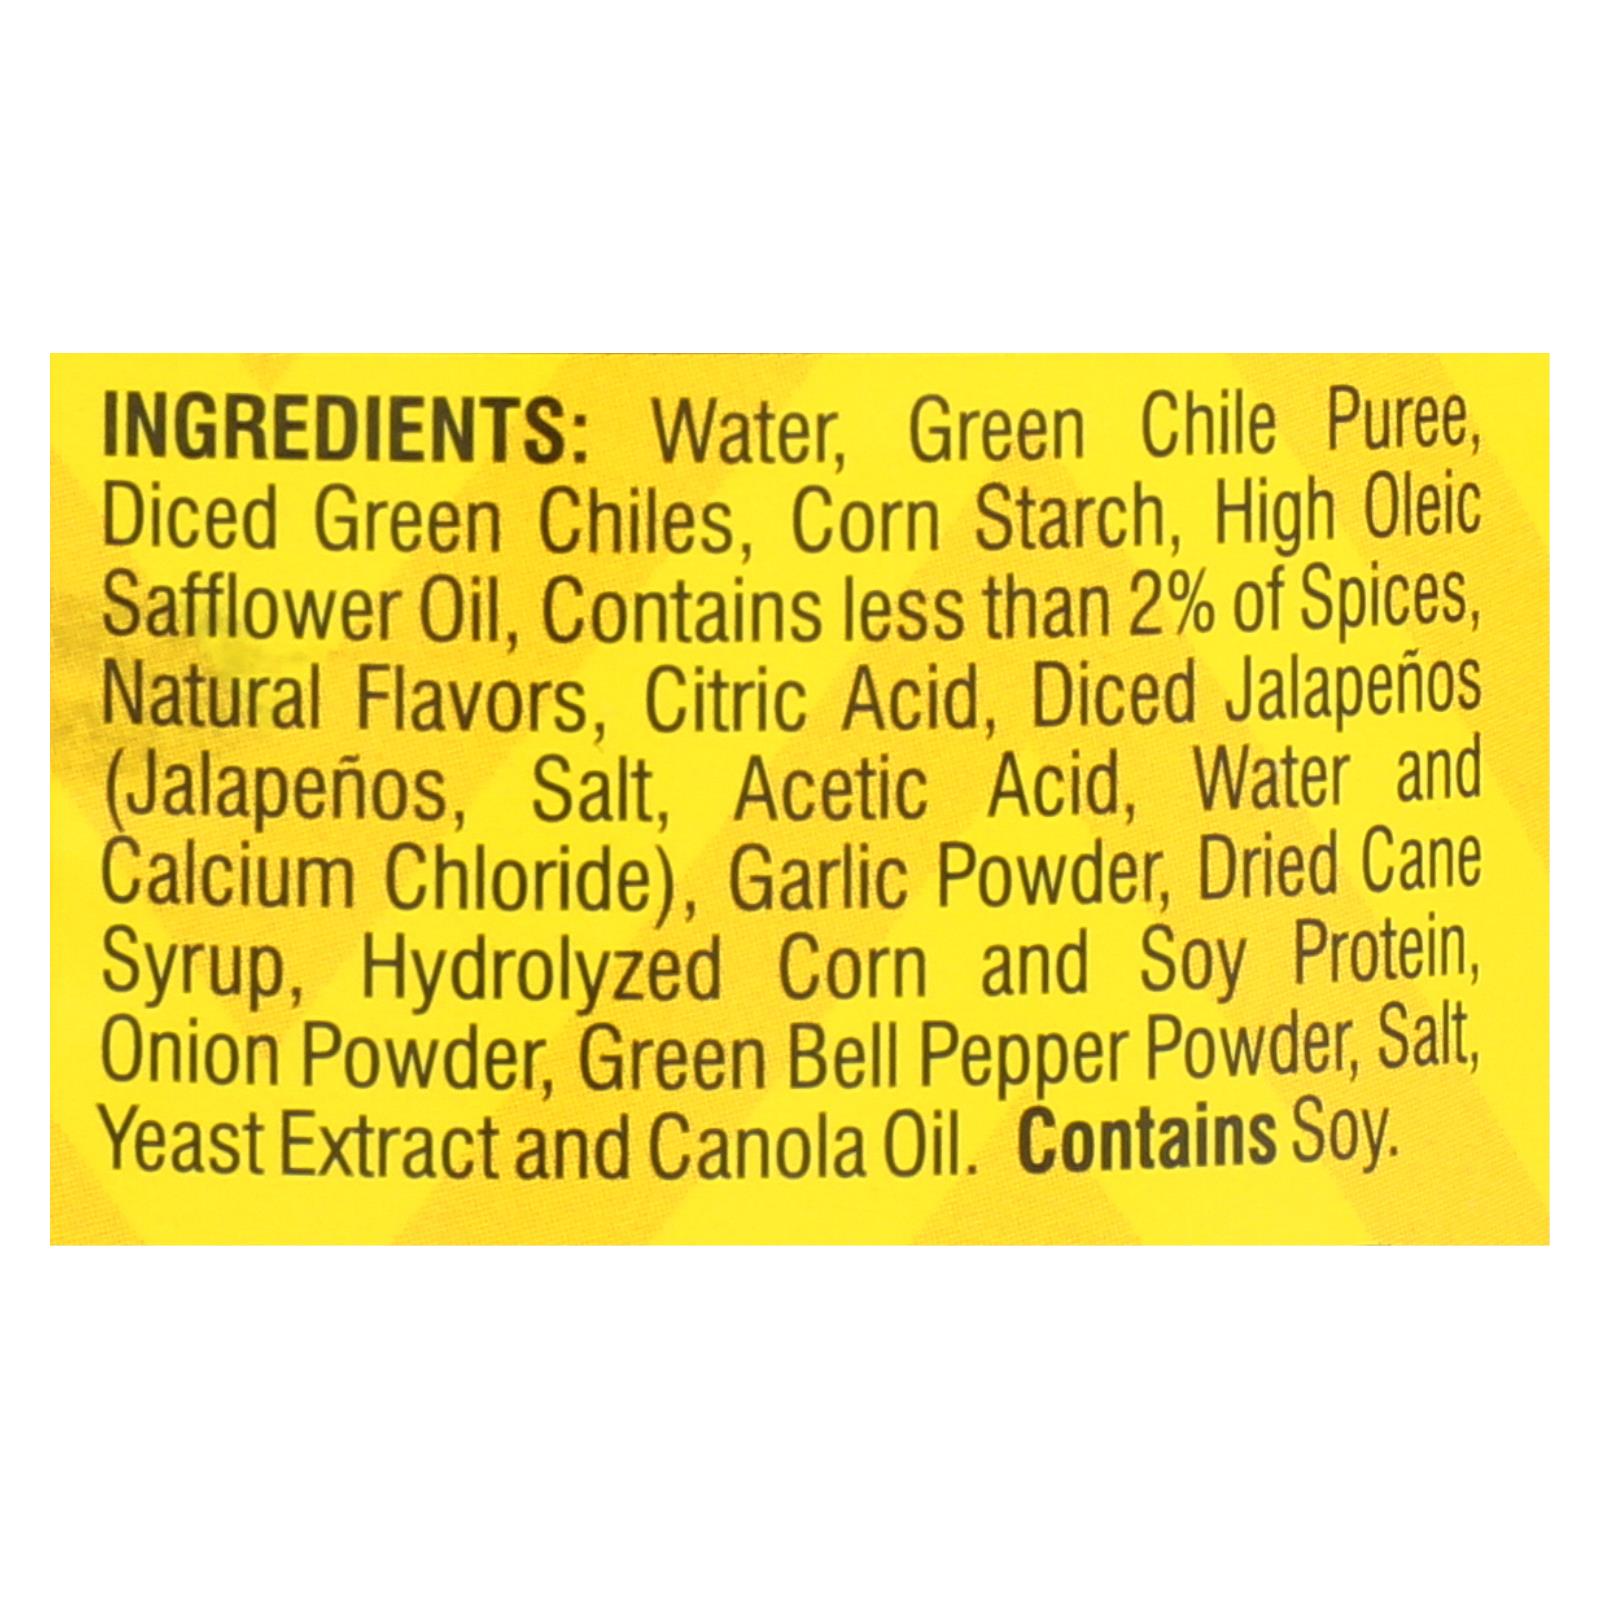 INGREDIENTS: Water, Green Chile Puree,
Diced Green Chiles, Corn Starch, High Oleic
Safflower Oil, Contains less than 2% of Spices,
Natural Flavors, Citric Acid, Diced Jalapeños
(Jalapeños, Salt, Acetic Acid, Water and
Calcium Chloride), Garlic Powder, Dried Cane
Syrup, Hydrolyzed Corn and Soy Protein,
Onion Powder, Green Bell Pepper Powder, Salt,
Yeast Extract and Canola Oil. Contains Soy.